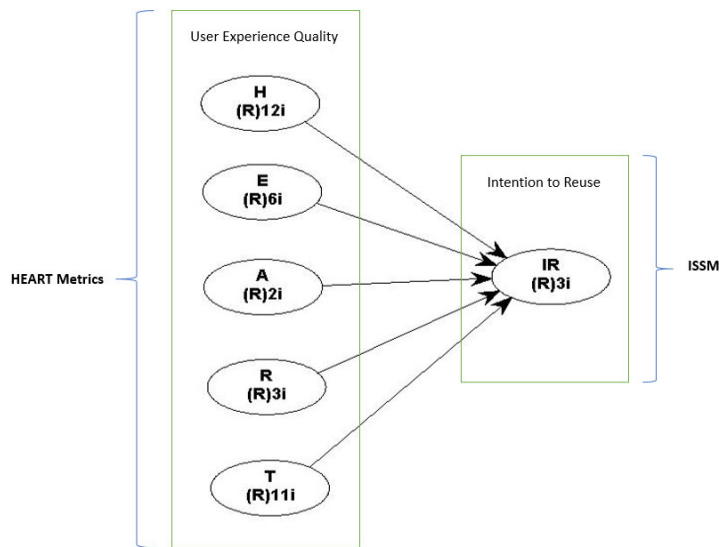 User Experience Quality
H
(R)12i
E
(R)6i
A
(R)2i
R
(R)3i
T
(R)11i
HEART Metrics
Intention to Reuse
IR
(R)3i
ISSM